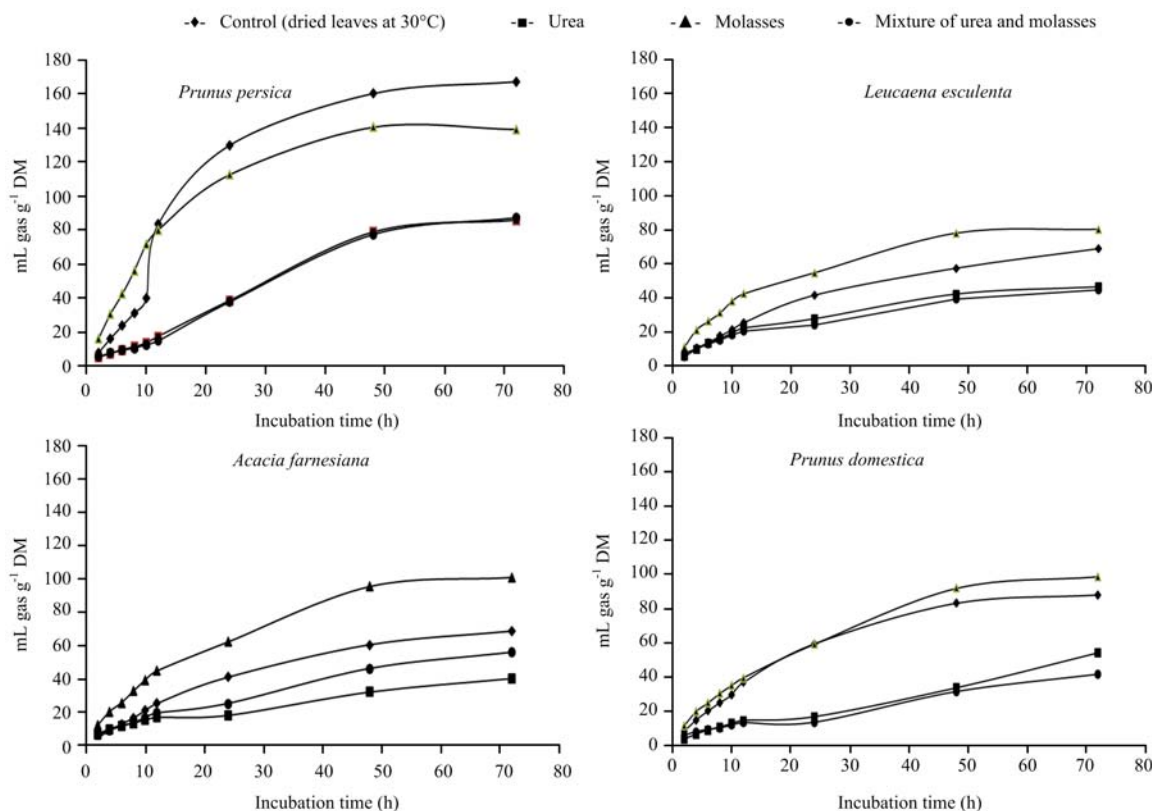 Control (dried leaves at 30°C) Urea Molasses Mixture of urea and molasses
Prunus persica
mL gas g⁻¹ DM
180
160
140
120
100
80
60
40
20
0
0 10 20 30 40 50 60 70 80
Incubation time (h)
Leucaena esculenta
mL gas g⁻¹ DM
180
160
140
120
100
80
60
40
20
0
0 10 20 30 40 50 60 70 80
Incubation time (h)
Acacia farnesiana
mL gas g⁻¹ DM
180
160
140
120
100
80
60
40
20
0
0 10 20 30 40 50 60 70 80
Incubation time (h)
Prunus domestica
mL gas g⁻¹ DM
180
160
140
120
100
80
60
40
20
0
0 10 20 30 40 50 60 70 80
Incubation time (h)